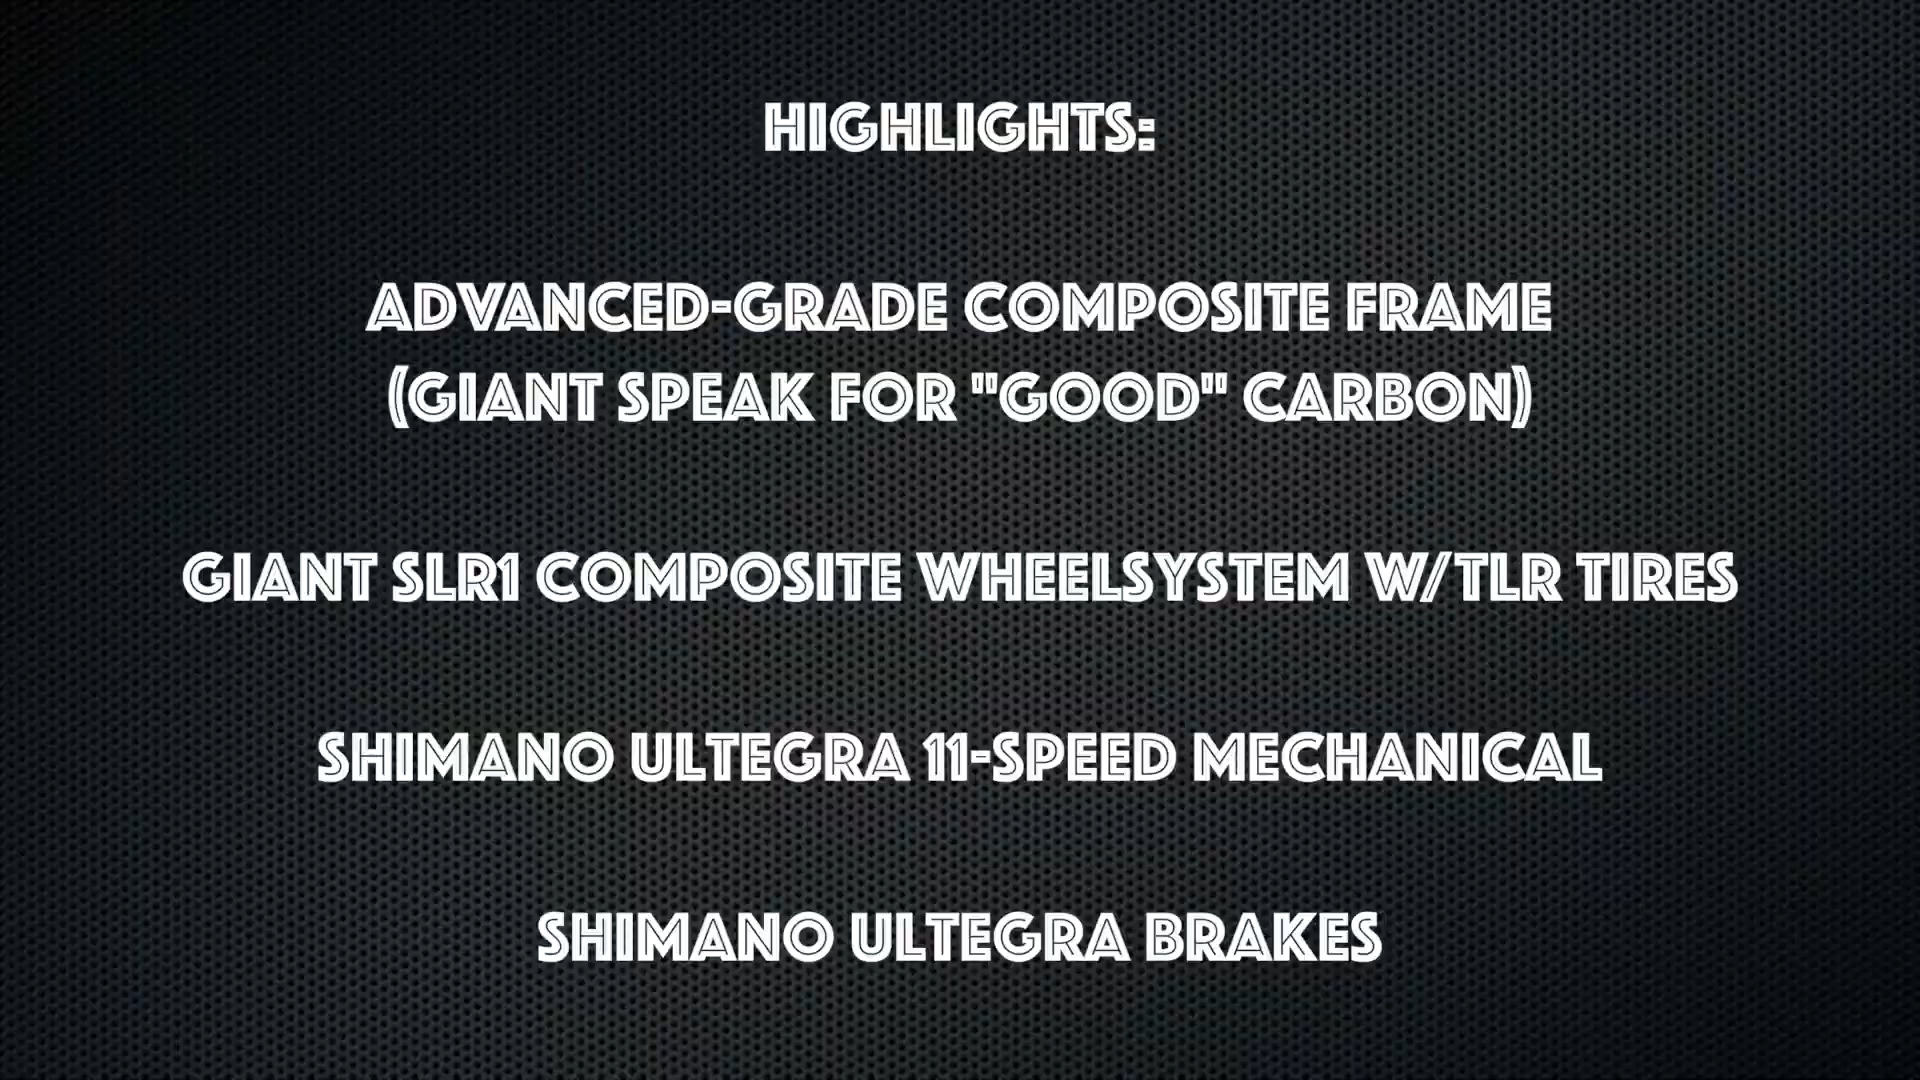 HIGHLIGHTS:
ADVANCED-GRADE COMPOSITE FRAME
(GIANT SPEAK FOR "GOOD" CARBON)
GIANT SLR1 COMPOSITE WHEELSYSTEM W/TLR TIRES
SHIMANO ULTEGRA 11-SPEED MECHANICAL
SHIMANO ULTEGRA BRAKES